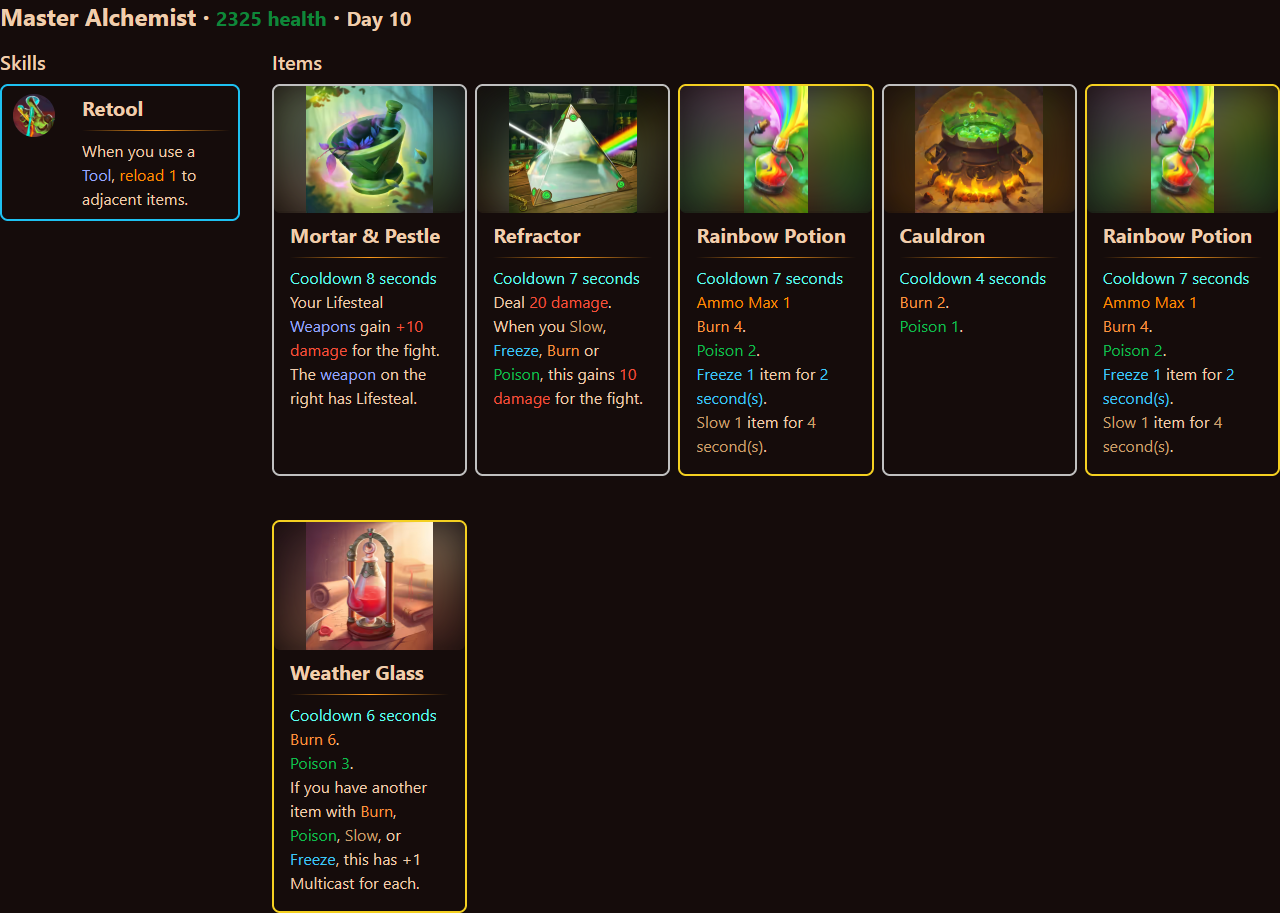 Master Alchemist · 2325 health · Day 10
Skills
Retool
When you use a
Tool, reload 1 to
adjacent items.
Items
Mortar & Pestle
Cooldown 8 seconds
Your Lifesteal
Weapons gain +10
damage for the fight.
The weapon on the
right has Lifesteal.
Refractor
Cooldown 7 seconds
Deal 20 damage.
When you Slow,
Freeze, Burn or
Poison, this gains 10
damage for the fight.
Rainbow Potion
Cooldown 7 seconds
Ammo Max 1
Burn 4.
Poison 2.
Freeze 1 item for 2
second(s).
Slow 1 item for 4
second(s).
Cauldron
Cooldown 4 seconds
Burn 2.
Poison 1.
Rainbow Potion
Cooldown 7 seconds
Ammo Max 1
Burn 4.
Poison 2.
Freeze 1 item for 2
second(s).
Slow 1 item for 4
second(s).
Weather Glass
Cooldown 6 seconds
Burn 6.
Poison 3.
If you have another
item with Burn,
Poison, Slow, or
Freeze, this has +1
Multicast for each.